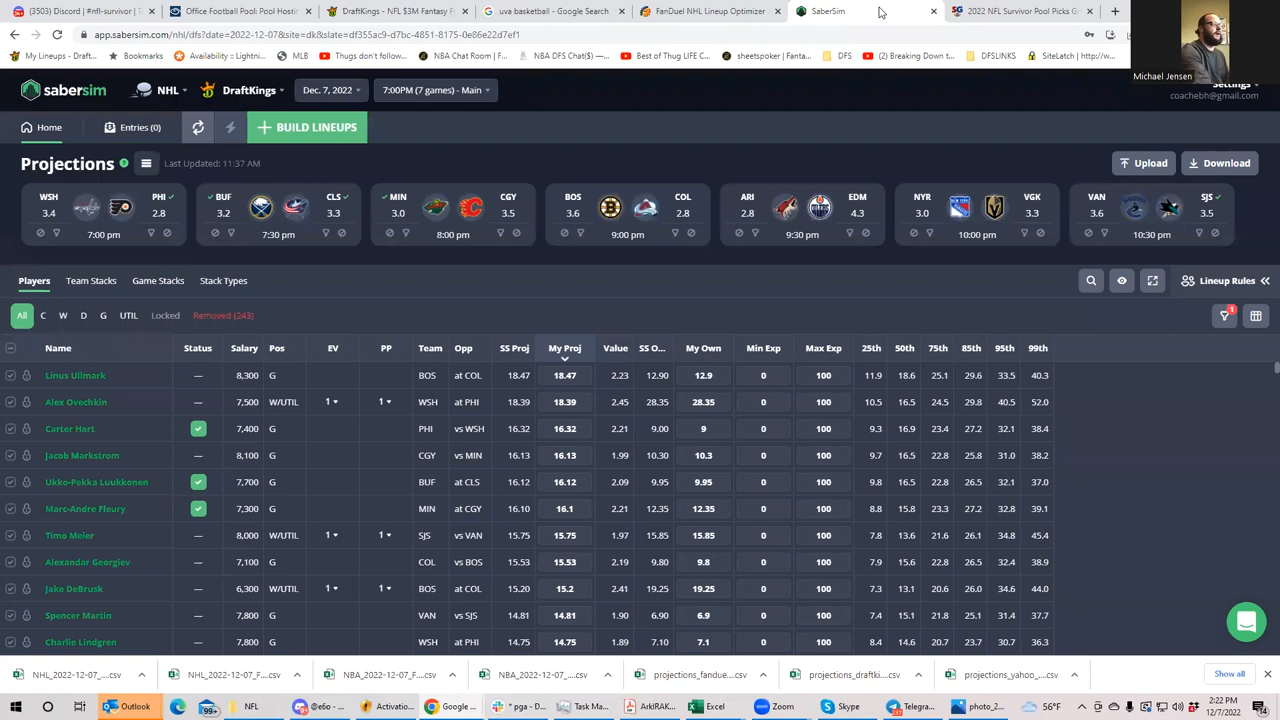 (3503) Discord | #nfl-survivor |
Office Football Pool: Pool Hostin
DraftKings - NFL $3M Fantasy F
uva basketball - Google Search
FanDuel NHL Lineup Optimizer
SaberSim
2022 NFL Survivor Pool Picks G
app.sabersim.com/nhl/dfs?date=2022-12-07&site=dk&slate=df355ac9-d7bc-4851-8175-0e86e22d7ef1
My Lineups - Draft...
Bookmarks
Availability :: Lightni...
MLB
Thugs don't follow...
NBA Chat Room (...
NBA DFS Chat($) —...
Best of Thug LIFE C...
sheetspoker | Fanta...
DFS
(2) Breaking Down t...
DFSLINKS
SiteLatch | http://w...
Michael Jensen
sabersim
NHL
DraftKings
Dec. 7, 2022
7:00PM (7 games) - Main
Settings
coachebh@gmail.com
Home
Entries (0)
BUILD LINEUPS
Projections
Last Updated: 11:37 AM
Upload
Download
WSH 3.4 PHI 2.8 7:00 pm
BUF 3.2 CLS 3.3 7:30 pm
MIN 3.0 CGY 3.5 8:00 pm
BOS 3.6 COL 2.8 9:00 pm
ARI 2.8 EDM 4.3 9:30 pm
NYR 3.0 VGK 3.3 10:00 pm
VAN 3.6 SJS 3.5 10:30 pm
Players Team Stacks Game Stacks Stack Types
Lineup Rules
All C W D G UTIL Locked Removed (243)
1
Name Status Salary Pos EV PP Team Opp SS Proj My Proj Value SS O... My Own Min Exp Max Exp 25th 50th 75th 85th 95th 99th
Linus Ullmark — 8,300 G BOS at COL 18.47 18.47 2.23 12.90 12.9 0 100 11.9 18.6 25.1 29.6 33.5 40.3
Alex Ovechkin — 7,500 W/UTIL 1 1 WSH at PHI 18.39 18.39 2.45 28.35 28.35 0 100 10.5 16.5 24.5 29.8 40.5 52.0
Carter Hart 7,400 G PHI vs WSH 16.32 16.32 2.21 9.00 9 0 100 9.3 16.9 23.4 27.2 32.1 38.4
Jacob Markstrom — 8,100 G CGY vs MIN 16.13 16.13 1.99 10.30 10.3 0 100 9.7 16.5 22.8 25.8 31.0 38.2
Ukko-Pekka Luukkonen 7,700 G BUF at CLS 16.12 16.12 2.09 9.95 9.95 0 100 9.8 16.5 22.8 26.5 32.1 37.0
Marc-Andre Fleury 7,300 G MIN at CGY 16.10 16.1 2.21 12.35 12.35 0 100 8.8 15.8 23.3 27.2 32.8 39.1
Timo Meier — 8,000 W/UTIL 1 1 SJS vs VAN 15.75 15.75 1.97 15.85 15.85 0 100 7.8 13.6 21.6 26.1 34.8 45.4
Alexandar Georgiev — 7,100 G COL vs BOS 15.53 15.53 2.19 9.80 9.8 0 100 7.9 15.6 22.5 26.4 32.4 38.9
Jake DeBrusk — 6,300 W/UTIL 1 1 BOS at COL 15.20 15.2 2.41 19.25 19.25 0 100 7.3 13.1 20.6 26.0 34.6 44.0
Spencer Martin — 7,800 G VAN vs SJS 14.81 14.81 1.90 6.90 6.9 0 100 7.4 15.1 21.8 25.1 31.4 37.7
Charlie Lindgren — 7,800 G WSH at PHI 14.75 14.75 1.89 7.10 7.1 0 100 8.4 14.6 20.7 23.7 30.7 36.3
NHL_2022-12-07_....csv
NHL_2022-12-07_F....csv
NBA_2022-12-07_F....csv
NBA_2022-12-07_....csv
projections_fandue....csv
projections_draftki....csv
projections_yahoo_....csv
Show all
Outlook
99+
NFL
@e6o - ...
Activation...
Google ...
* pga - D...
Task Mana...
ArkIRAK...
Excel
Zoom
Skype
Telegra...
photo_2...
56°F
2:22 PM
12/7/2022
14